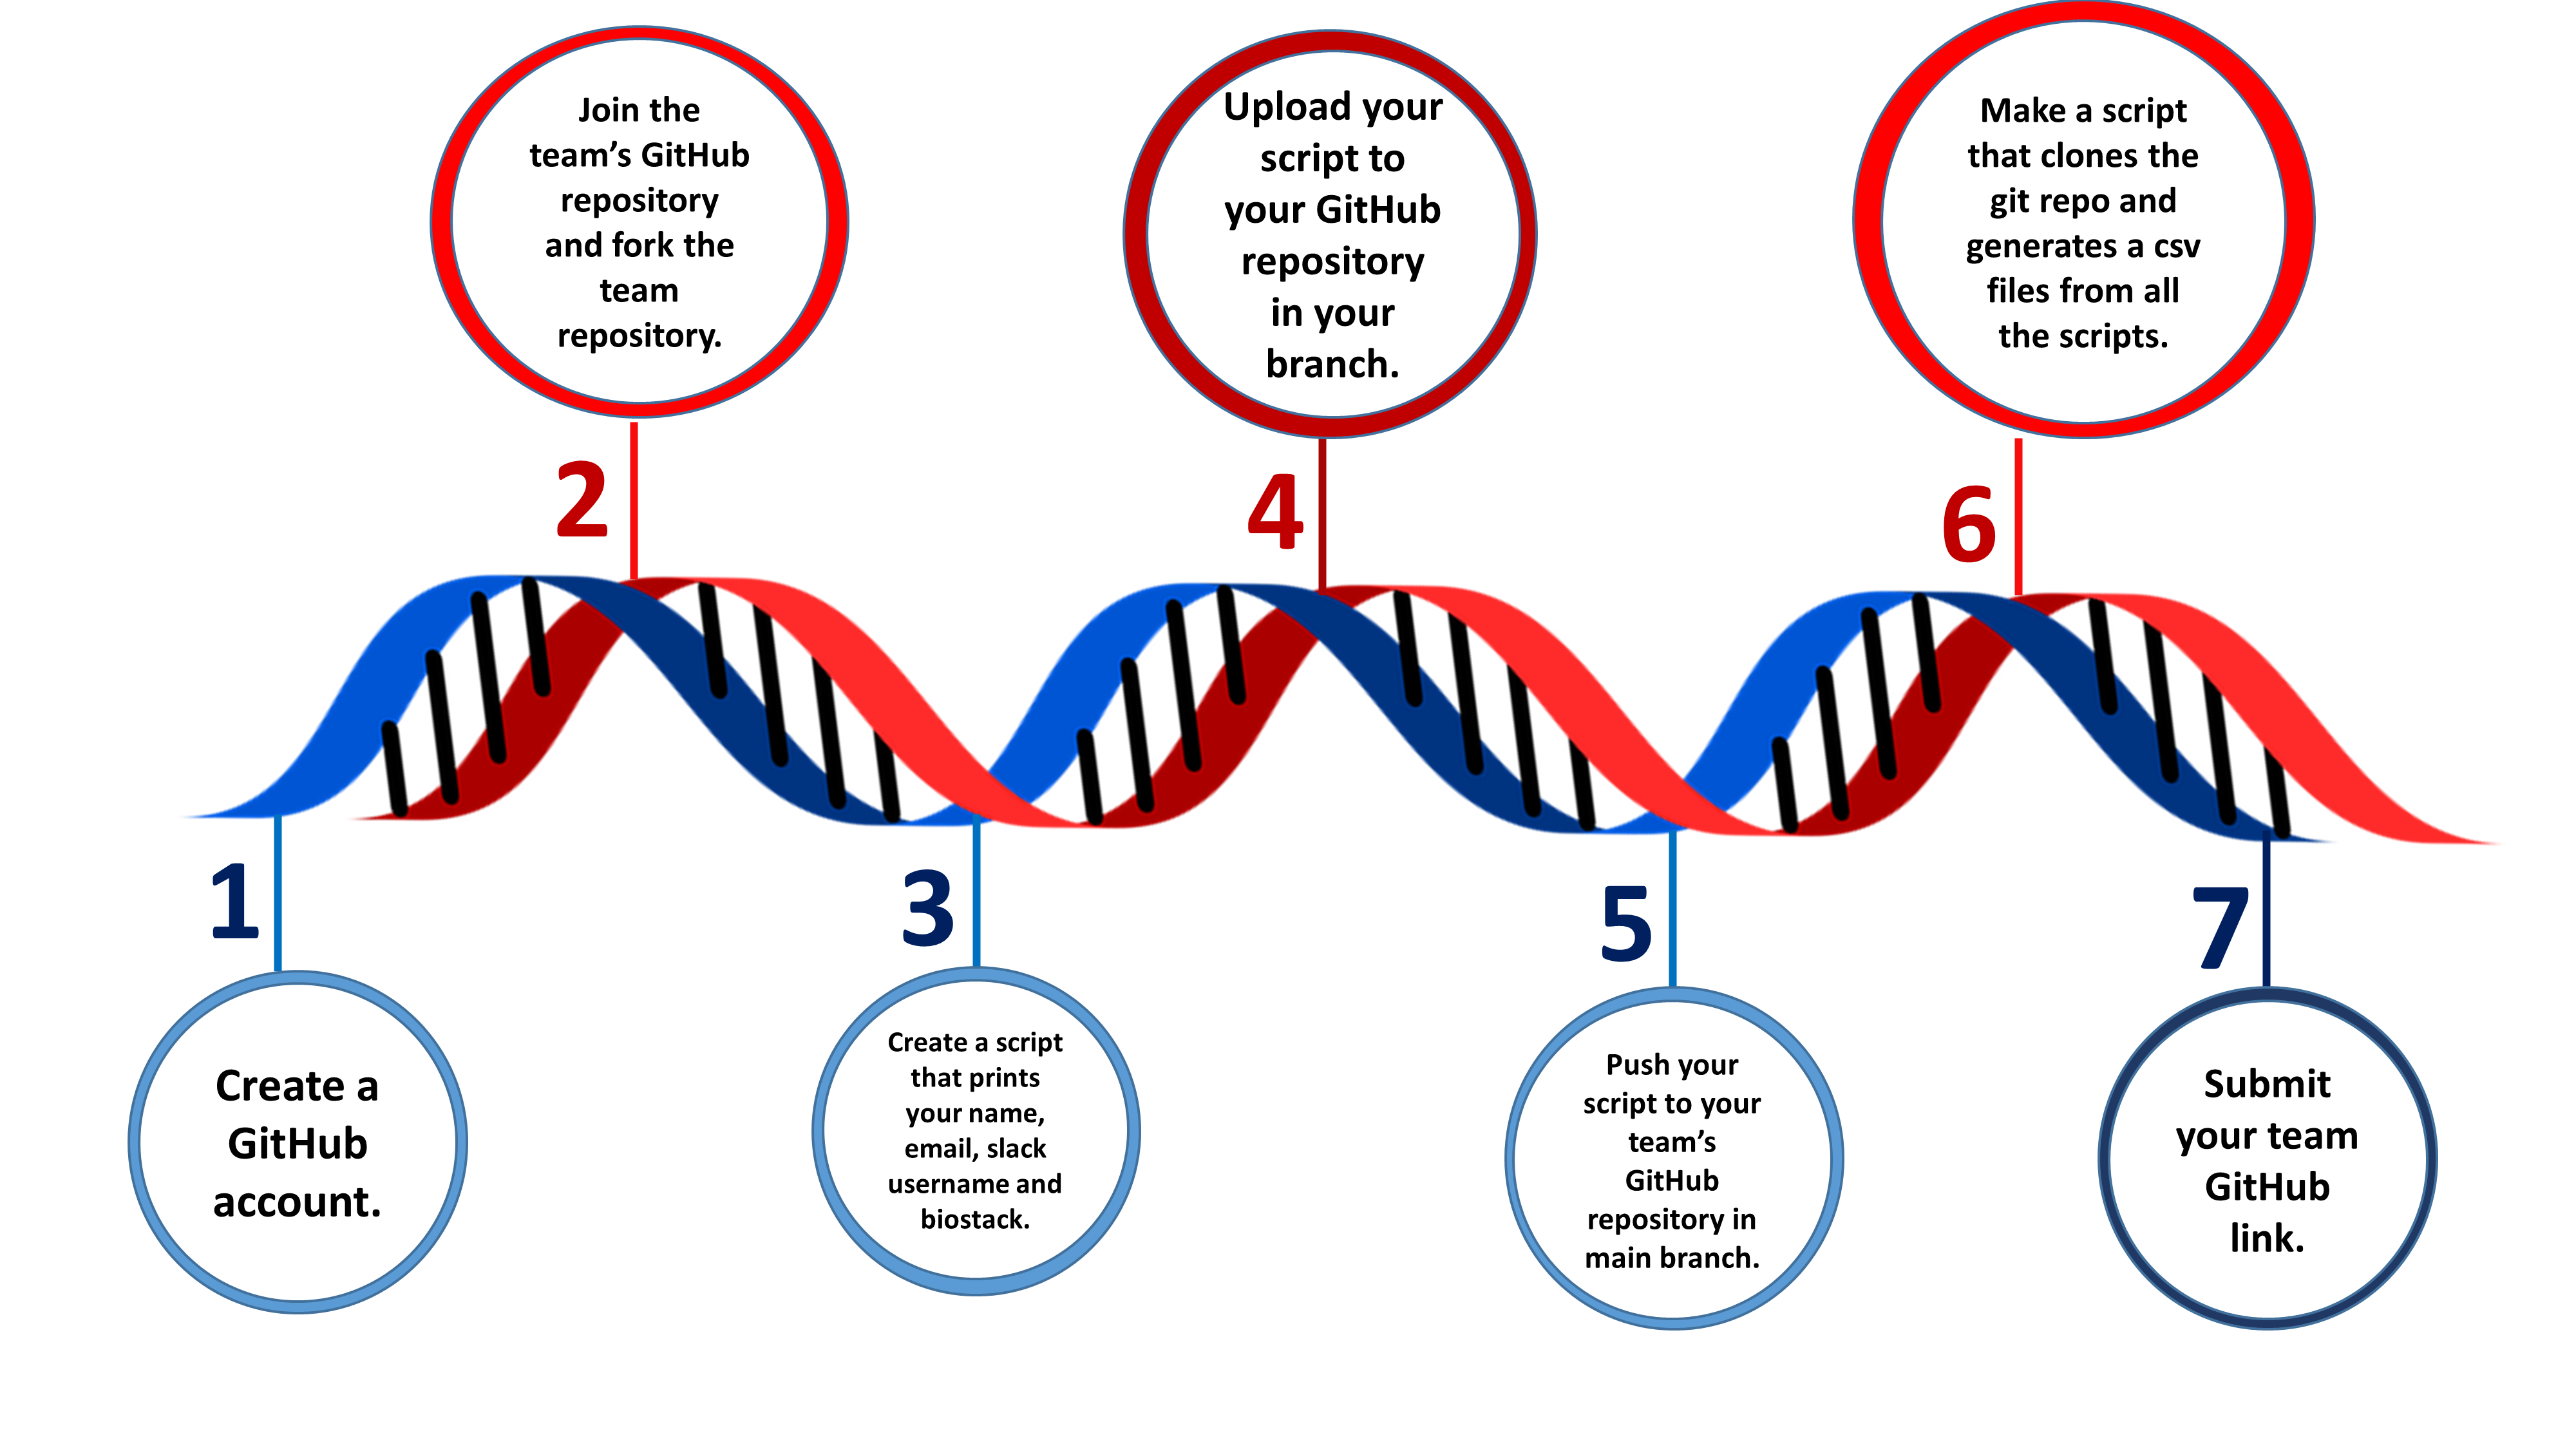 1
Create a
GitHub
account.
2
Join the
team’s GitHub
repository
and fork the
team
repository.
3
Create a script
that prints
your name,
email, slack
username and
biostack.
4
Upload your
script to
your GitHub
repository
in your
branch.
5
Push your
script to your
team’s
GitHub
repository in
main branch.
6
Make a script
that clones the
git repo and
generates a csv
files from all
the scripts.
7
Submit
your team
GitHub
link.